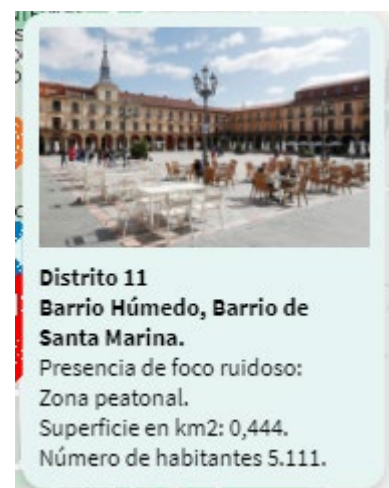 Distrito 11
Barrio Húmedo, Barrio de
Santa Marina.
Presencia de foco ruidoso:
Zona peatonal.
Superficie en km2: 0,444.
Número de habitantes 5.111.